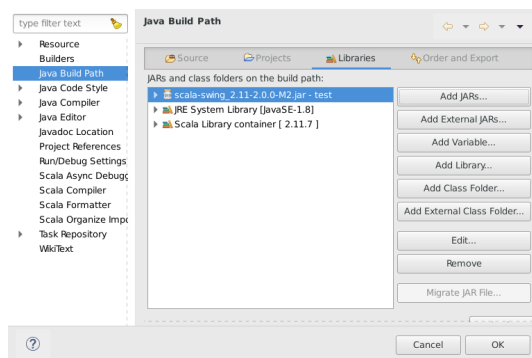 type filter text
Resource
Builders
Java Build Path
Java Code Style
Java Compiler
Java Editor
Javadoc Location
Project References
Run/Debug Settings
Scala Async Debugg
Scala Compiler
Scala Formatter
Scala Organize Impo
Task Repository
WikiText
Java Build Path
Source
Projects
Libraries
Order and Export
JARs and class folders on the build path:
scala-swing_2.11-2.0.0-M2.jar - test
JRE System Library [JavaSE-1.8]
Scala Library container [ 2.11.7 ]
Add JARs...
Add External JARs...
Add Variable...
Add Library...
Add Class Folder...
Add External Class Folder...
Edit...
Remove
Migrate JAR File...
Cancel
OK